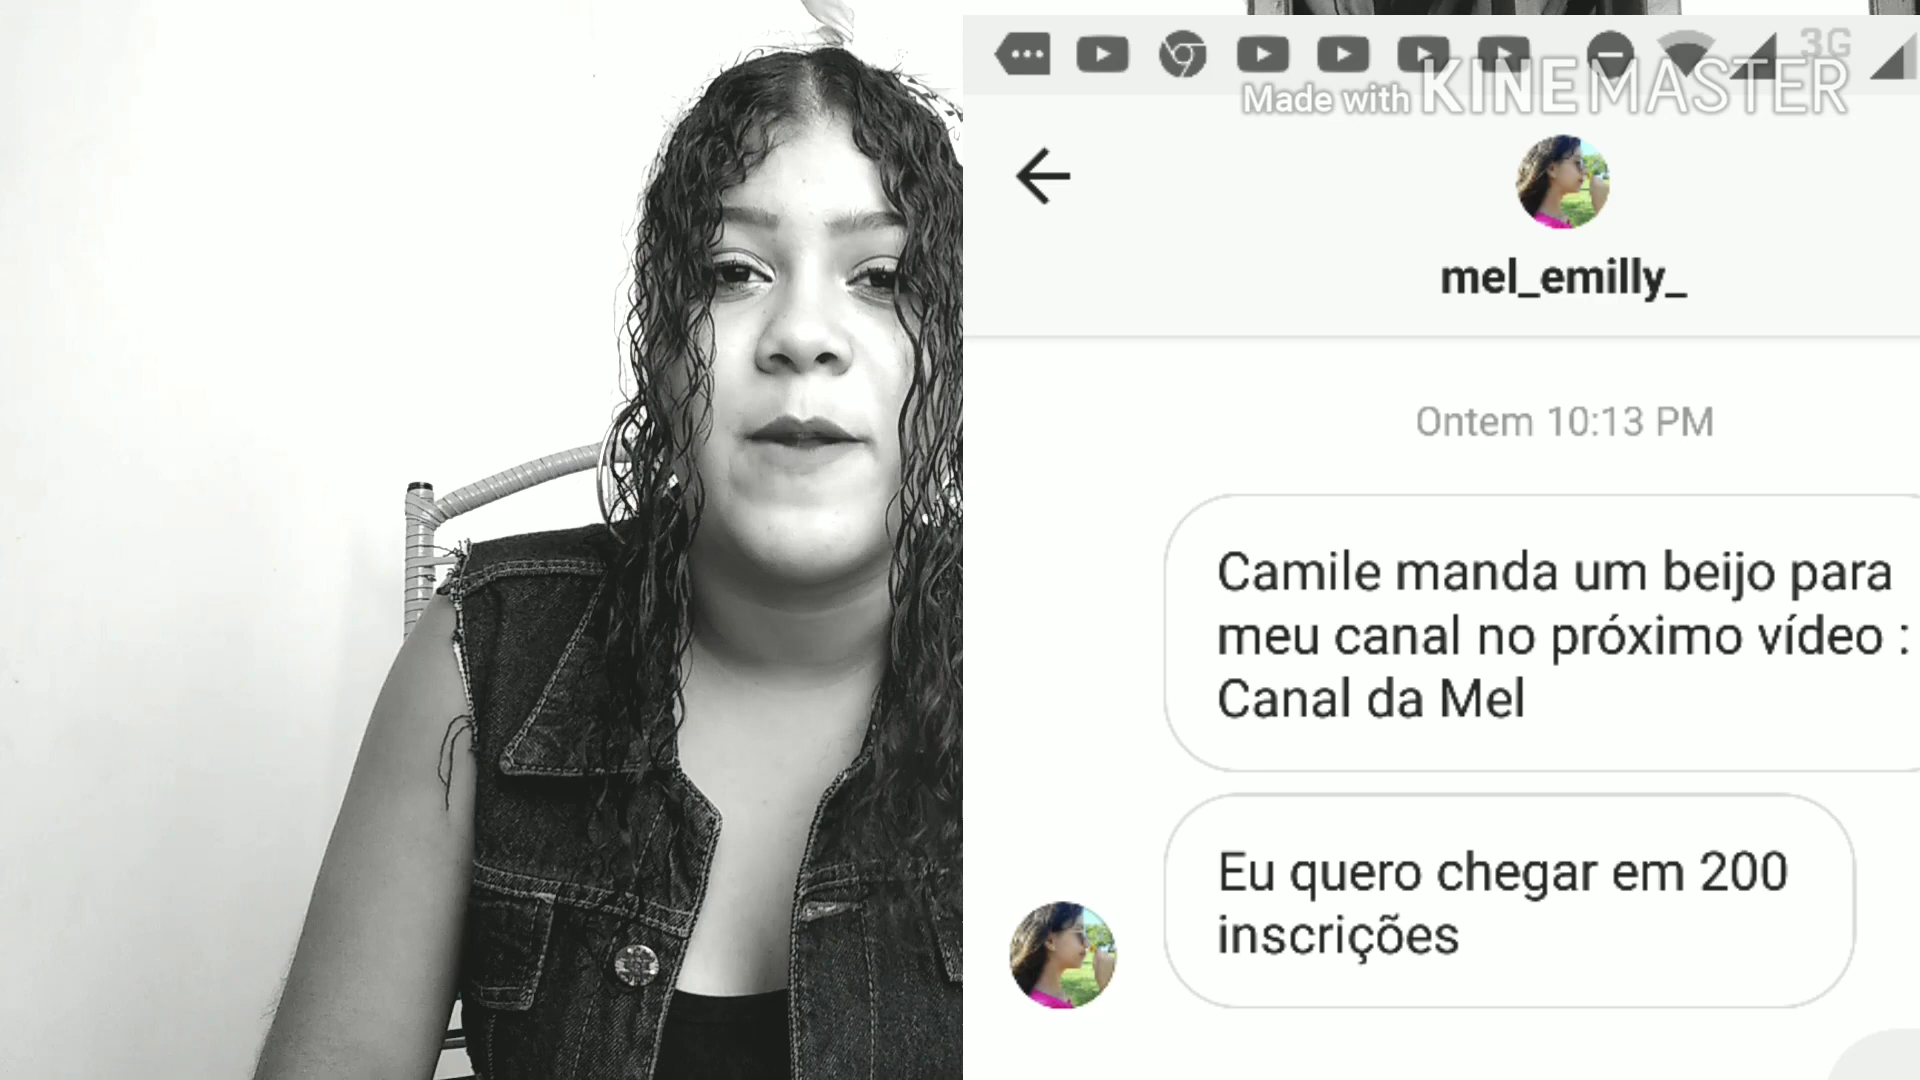 3G
Made with KINEMASTER
mel_emilly_
Ontem 10:13 PM
Camile manda um beijo para
meu canal no próximo vídeo :
Canal da Mel
Eu quero chegar em 200
inscrições